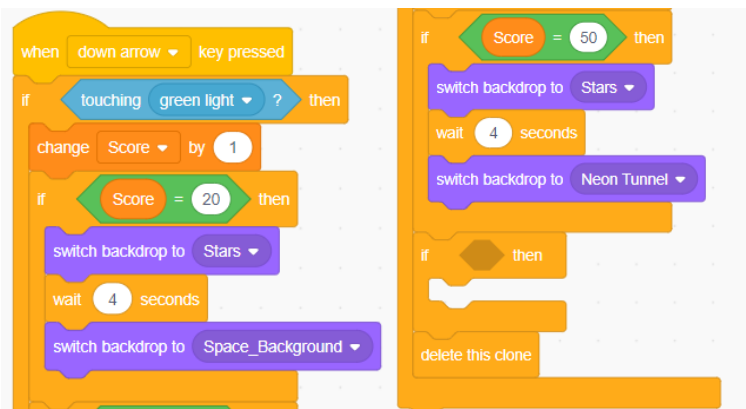 when down arrow key pressed
if touching green light ? then
change Score by 1
if Score = 20 then
switch backdrop to Stars
wait 4 seconds
switch backdrop to Space_Background
if Score = 50 then
switch backdrop to Stars
wait 4 seconds
switch backdrop to Neon Tunnel
if then
delete this clone